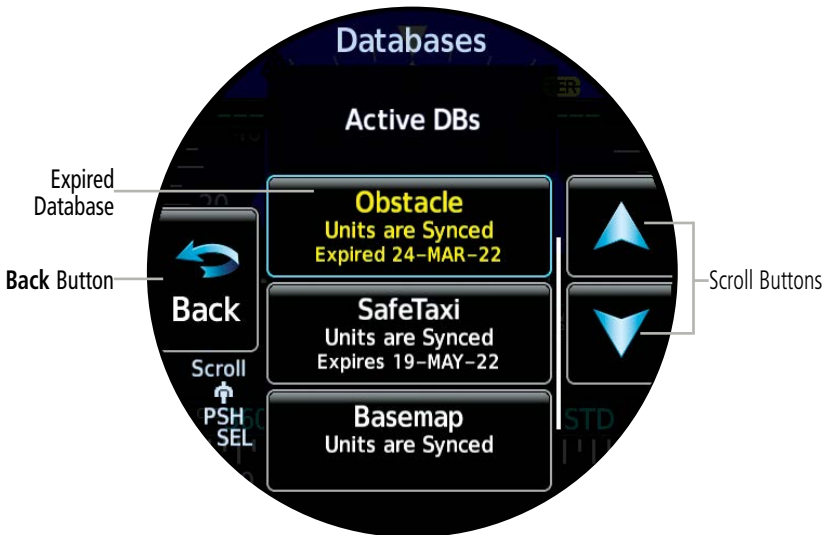 Databases
Active DBs
Expired
Database
Obstacle
Units are Synced
Expired 24-MAR-22
Back Button
Back
Scroll Buttons
SafeTaxi
Units are Synced
Expires 19-MAY-22
Scroll
PSH
SEL
Basemap
Units are Synced
STD
20